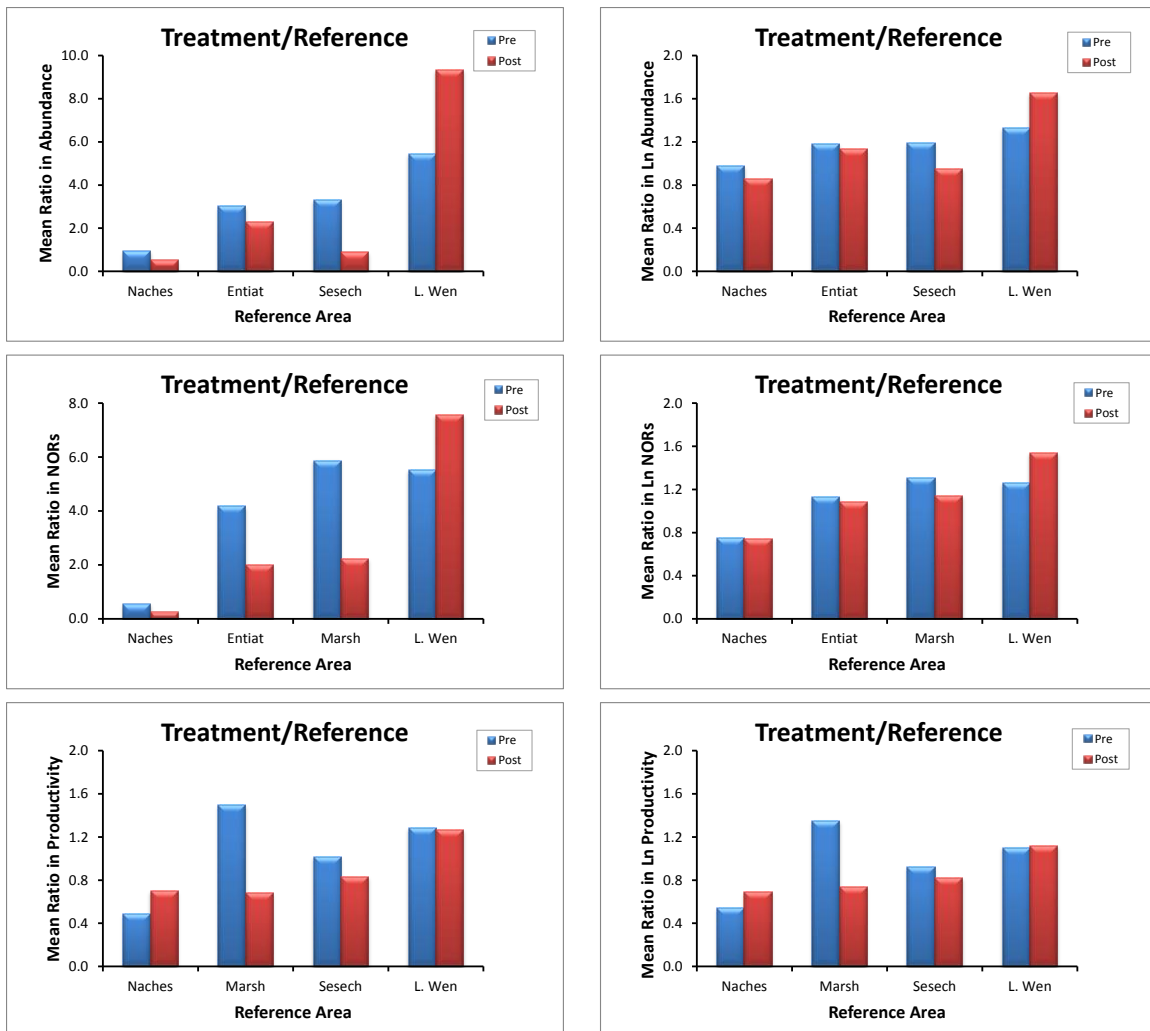 Treatment/Reference
Pre
Post
Mean Ratio in Abundance
10.0
8.0
6.0
4.0
2.0
0.0
Naches Entiat Sesech L. Wen
Reference Area
Treatment/Reference
Pre
Post
Mean Ratio in Ln Abundance
2.0
1.6
1.2
0.8
0.4
0.0
Naches Entiat Sesech L. Wen
Reference Area
Treatment/Reference
Pre
Post
Mean Ratio in NORs
8.0
6.0
4.0
2.0
0.0
Naches Entiat Marsh L. Wen
Reference Area
Treatment/Reference
Pre
Post
Mean Ratio in Ln NORs
2.0
1.6
1.2
0.8
0.4
0.0
Naches Entiat Marsh L. Wen
Reference Area
Treatment/Reference
Pre
Post
Mean Ratio in Productivity
2.0
1.6
1.2
0.8
0.4
0.0
Naches Marsh Sesech L. Wen
Reference Area
Treatment/Reference
Pre
Post
Mean Ratio in Ln Productivity
2.0
1.6
1.2
0.8
0.4
0.0
Naches Marsh Sesech L. Wen
Reference Area